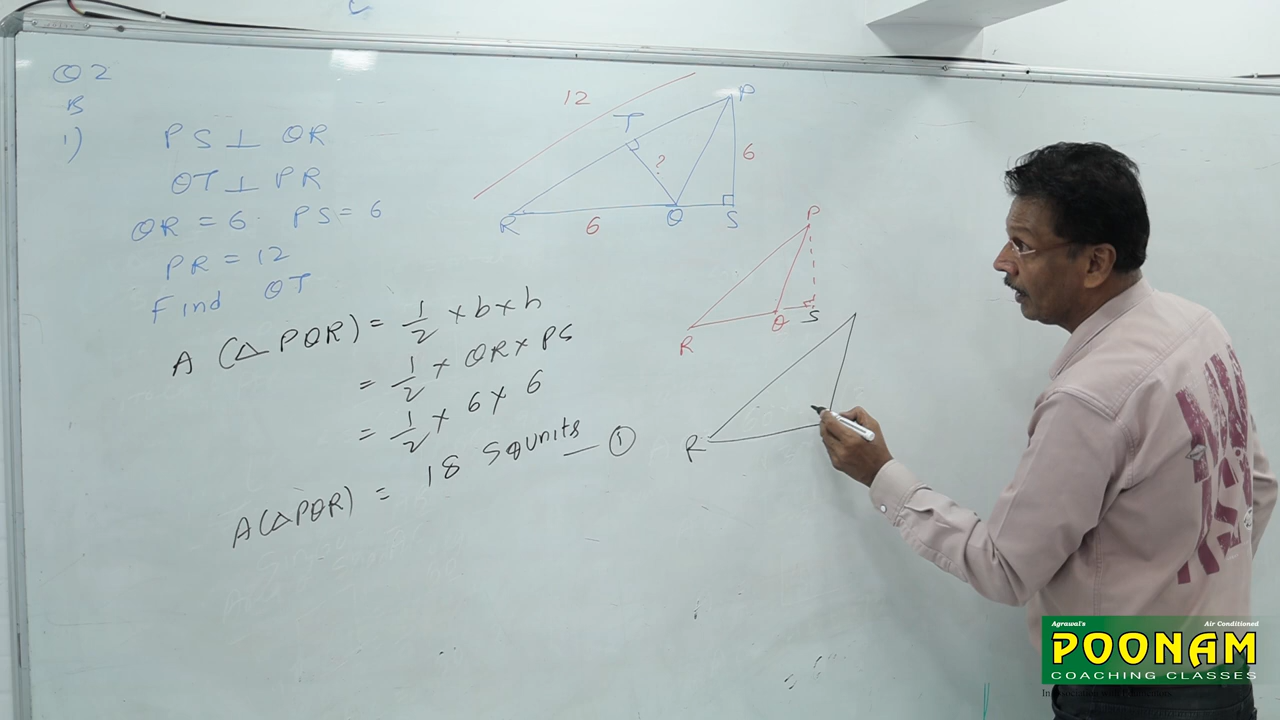 Q2
B
1)
PS ⊥ QR
QT ⊥ PR
QR = 6 PS = 6
PR = 12
Find QT
12
P
T
?
6
R
6
Q
S
A (△ PQR) = 1/2 × b × h
= 1/2 × QR × PS
= 1/2 × 6 × 6
A(△PQR) = 18 squnits — ①
P
R
Q
S
R
Agrawal's Air Conditioned
POONAM
COACHING CLASSES